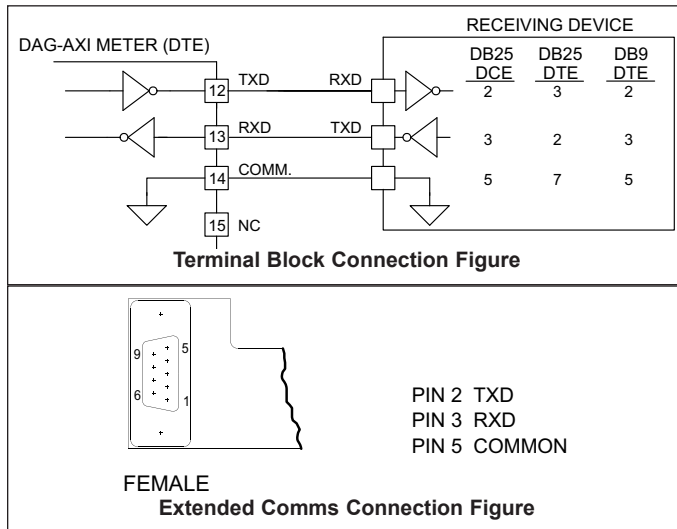 RECEIVING DEVICE
DAG-AXI METER (DTE)
DB25 DB25 DB9
DCE DTE DTE
12 TXD RXD 2 3 2
13 RXD TXD 3 2 3
14 COMM. 5 7 5
15 NC
Terminal Block Connection Figure
9 5
6 1
PIN 2 TXD
PIN 3 RXD
PIN 5 COMMON
FEMALE
Extended Comms Connection Figure